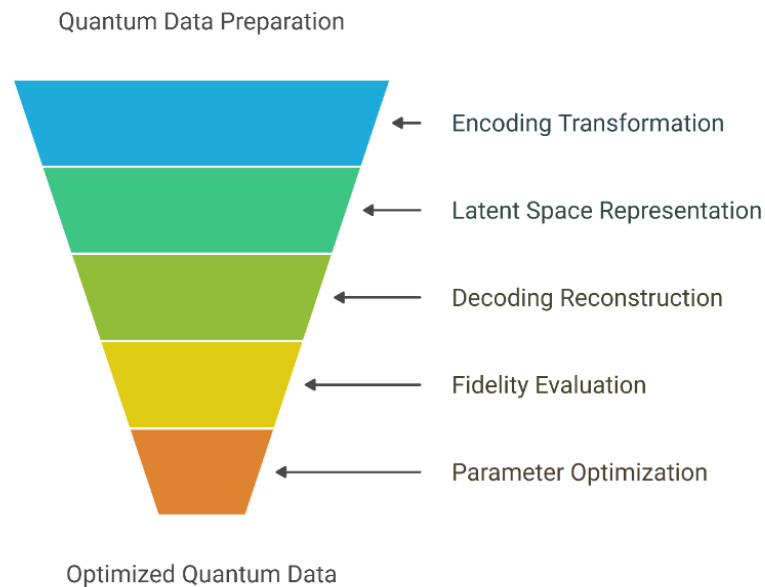 Quantum Data Preparation
Encoding Transformation
Latent Space Representation
Decoding Reconstruction
Fidelity Evaluation
Parameter Optimization
Optimized Quantum Data